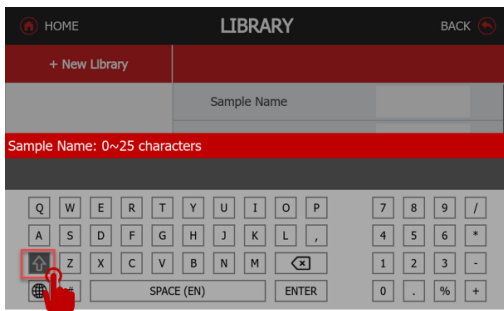 HOME LIBRARY BACK
+ New Library
Sample Name
Sample Name: 0~25 characters
Q W E R T Y U I O P 7 8 9 /
A S D F G H J K L , 4 5 6 *
Z X C V B N M 1 2 3 -
SPACE (EN) ENTER 0 . % +